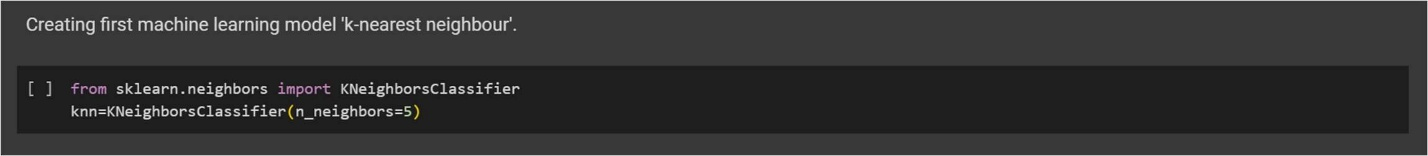 Creating first machine learning model 'k-nearest neighbour'.
[ ] from sklearn.neighbors import KNeighborsClassifier
knn=KNeighborsClassifier(n_neighbors=5)